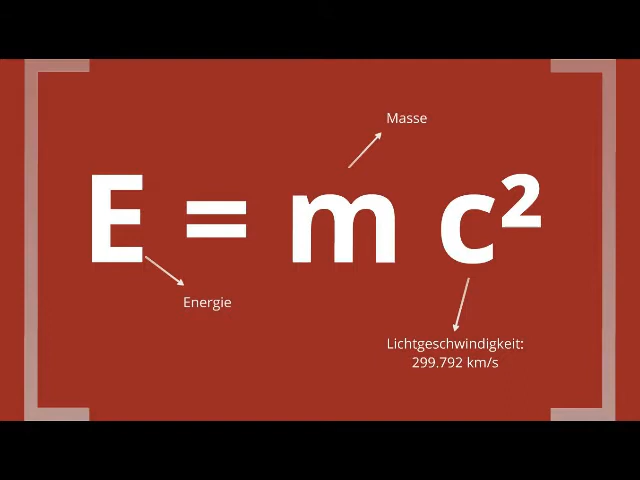 Masse
E = m c²
Energie
Lichtgeschwindigkeit:
299.792 km/s